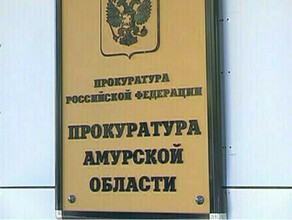 ПРОКУРАТУРА
РОССИЙСКОЙ ФЕДЕРАЦИИ
ПРОКУРАТУРА
АМУРСКОЙ
ОБЛАСТИ